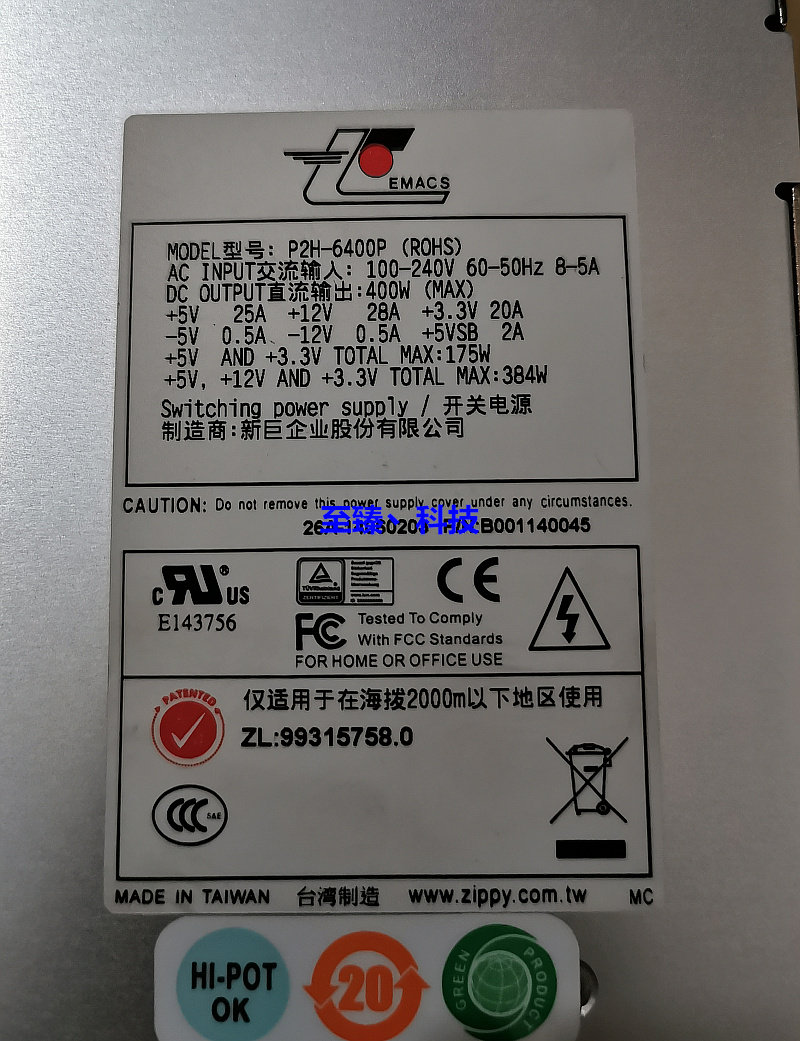 EMACS
MODEL型号: P2H-6400P (ROHS)
AC INPUT交流输入: 100-240V 60-50Hz 8-5A
DC OUTPUT直流输出:400W (MAX)
+5V 25A +12V 28A +3.3V 20A
-5V 0.5A -12V 0.5A +5VSB 2A
+5V AND +3.3V TOTAL MAX:175W
+5V, +12V AND +3.3V TOTAL MAX:384W
Switching power supply / 开关电源
制造商:新巨企业股份有限公司
CAUTION: Do not remove this power supply cover under any circumstances.
至臻丶科技
B001140045
c RU ® US
E143756
CE
FC Tested To Comply
With FCC Standards
FOR HOME OR OFFICE USE
PATENTED
仅适用于在海拨2000m以下地区使用
ZL:99315758.0
CCC S&E
MADE IN TAIWAN 台湾制造 www.zippy.com.tw MC
HI-POT
OK
20
GREEN PRODUCT